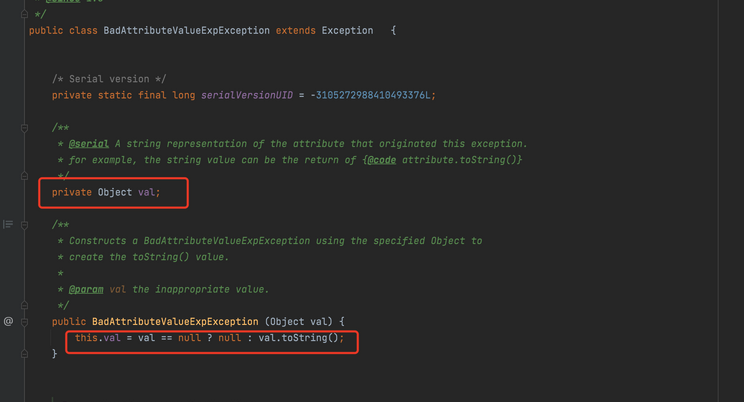 */
public class BadAttributeValueExpException extends Exception {
/* Serial version */
private static final long serialVersionUID = -3105272988410493376L;
/**
* @serial A string representation of the attribute that originated this exception.
* for example, the string value can be the return of {@code attribute.toString()}
*/
private Object val;
/**
* Constructs a BadAttributeValueExpException using the specified Object to
* create the toString() value.
*
* @param val the inappropriate value.
*/
@ public BadAttributeValueExpException (Object val) {
this.val = val == null ? null : val.toString();
}